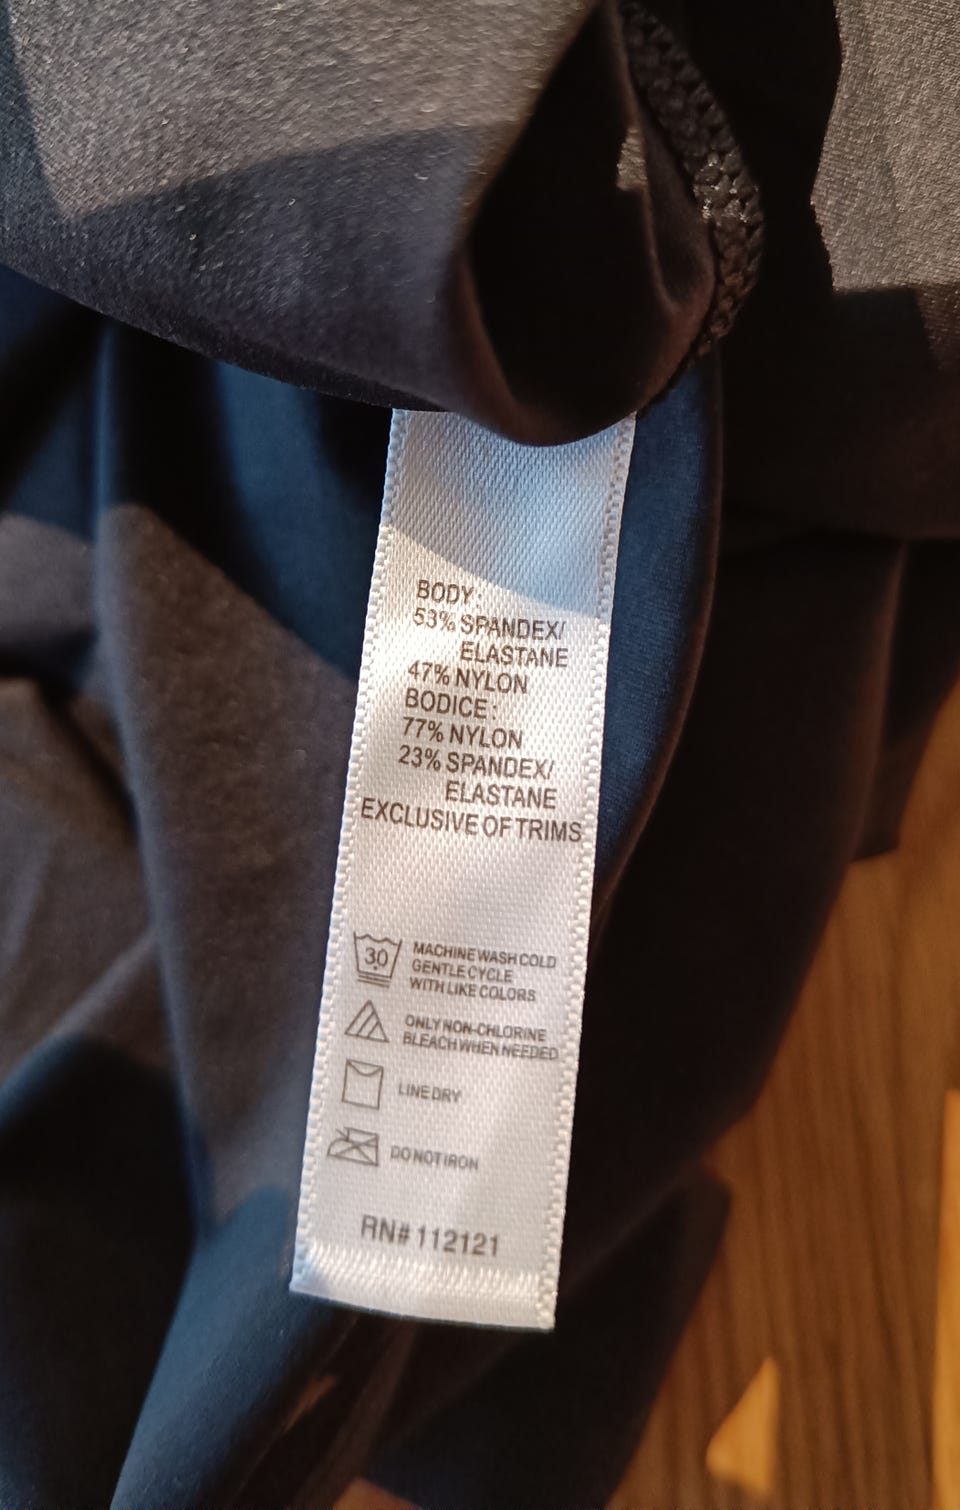 BODY:
53% SPANDEX/
ELASTANE
47% NYLON
BODICE:
77% NYLON
23% SPANDEX/
ELASTANE
EXCLUSIVE OF TRIMS
30
MACHINE WASH COLD
GENTLE CYCLE
WITH LIKE COLORS
ONLY NON-CHLORINE
BLEACH WHEN NEEDED
LINE DRY
DO NOT IRON
RN# 112121